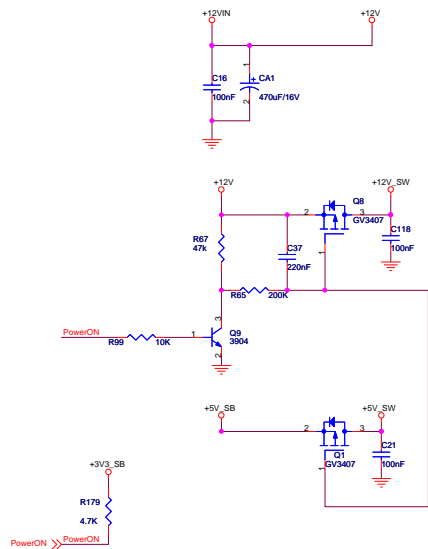 +12VIN
+12V
1
C16
100nF
+ CA1
470uF/16V
2
+12V
Q8
2
3
GV3407
+12V_SW
R67
47k
C37
220nF
1
C118
100nF
R65
200K
3
PowerON
R99
10K
1
Q9
3904
2
+5V_SB
+5V_SW
2
3
Q1
GV3407
1
C21
100nF
+3V3_SB
R179
4.7K
PowerON
PowerON